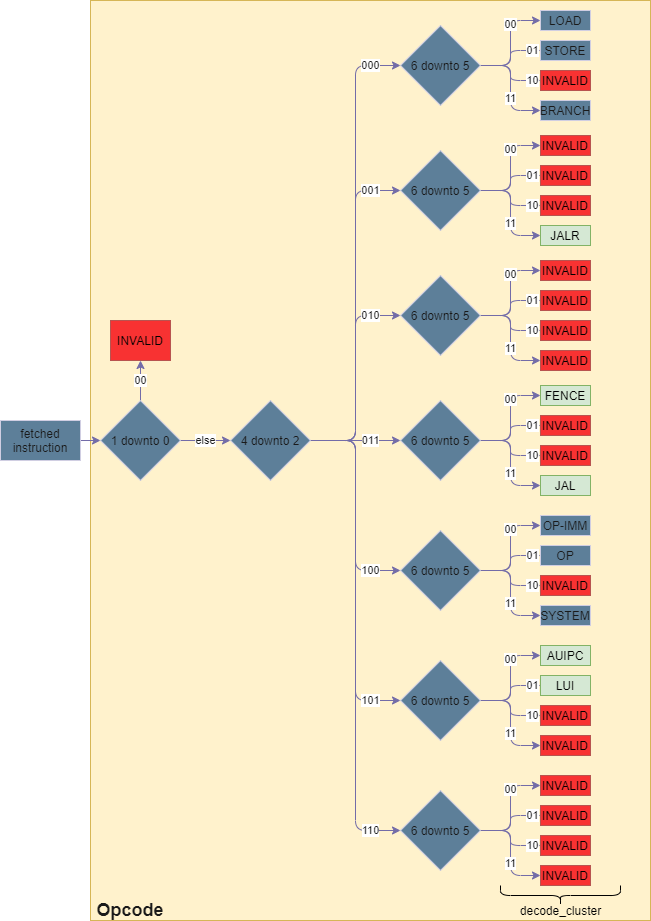 00
LOAD
000
6 downto 5
01
STORE
10
INVALID
11
BRANCH
00
INVALID
001
6 downto 5
01
INVALID
10
INVALID
11
JALR
00
INVALID
010
6 downto 5
01
INVALID
10
INVALID
11
INVALID
INVALID
00
fetched
instruction
1 downto 0
else
4 downto 2
00
FENCE
011
6 downto 5
01
INVALID
10
INVALID
11
JAL
00
OP-IMM
100
6 downto 5
01
OP
10
INVALID
11
SYSTEM
00
AUIPC
101
6 downto 5
01
LUI
10
INVALID
11
INVALID
00
INVALID
110
6 downto 5
01
INVALID
10
INVALID
11
INVALID
Opcode
decode_cluster